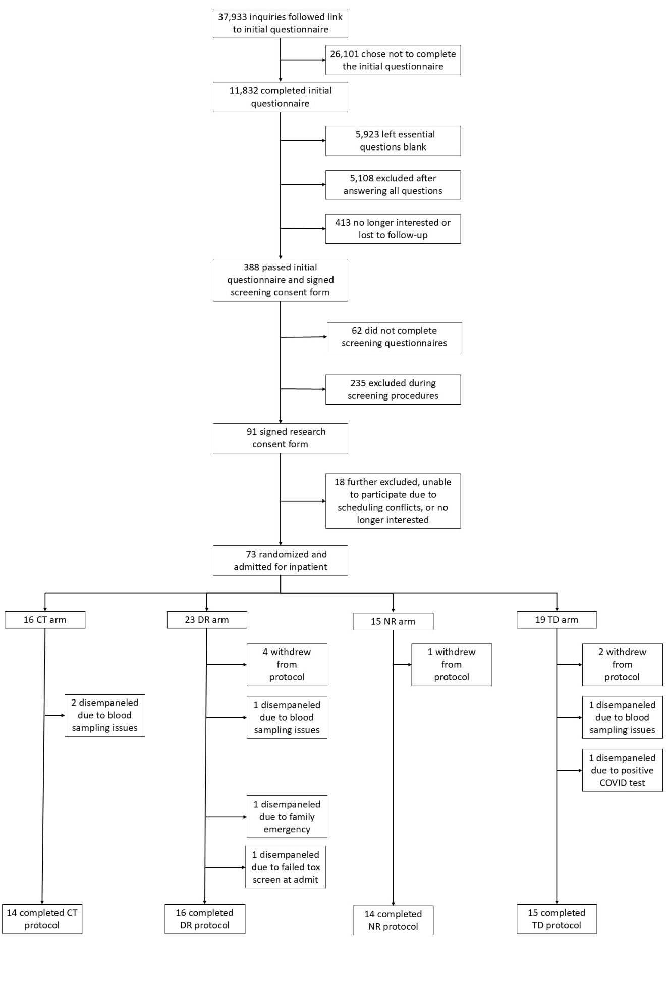 37,933 inquiries followed link
to initial questionnaire
26,101 chose not to complete
the initial questionnaire
11,832 completed initial
questionnaire
5,923 left essential
questions blank
5,108 excluded after
answering all questions
413 no longer interested or
lost to follow-up
388 passed initial
questionnaire and signed
screening consent form
62 did not complete
screening questionnaires
235 excluded during
screening procedures
91 signed research
consent form
18 further excluded, unable
to participate due to
scheduling conflicts, or no
longer interested
73 randomized and
admitted for inpatient
16 CT arm
23 DR arm
15 NR arm
19 TD arm
4 withdrew
from
protocol
1 withdrew
from
protocol
2 withdrew
from
protocol
2 disempaneled
due to blood
sampling issues
1 disempaneled
due to blood
sampling issues
1 disempaneled
due to blood
sampling issues
1 disempaneled
due to positive
COVID test
1 disempaneled
due to family
emergency
1 disempaneled
due to failed tox
screen at admit
14 completed CT
protocol
16 completed
DR protocol
14 completed
NR protocol
15 completed
TD protocol